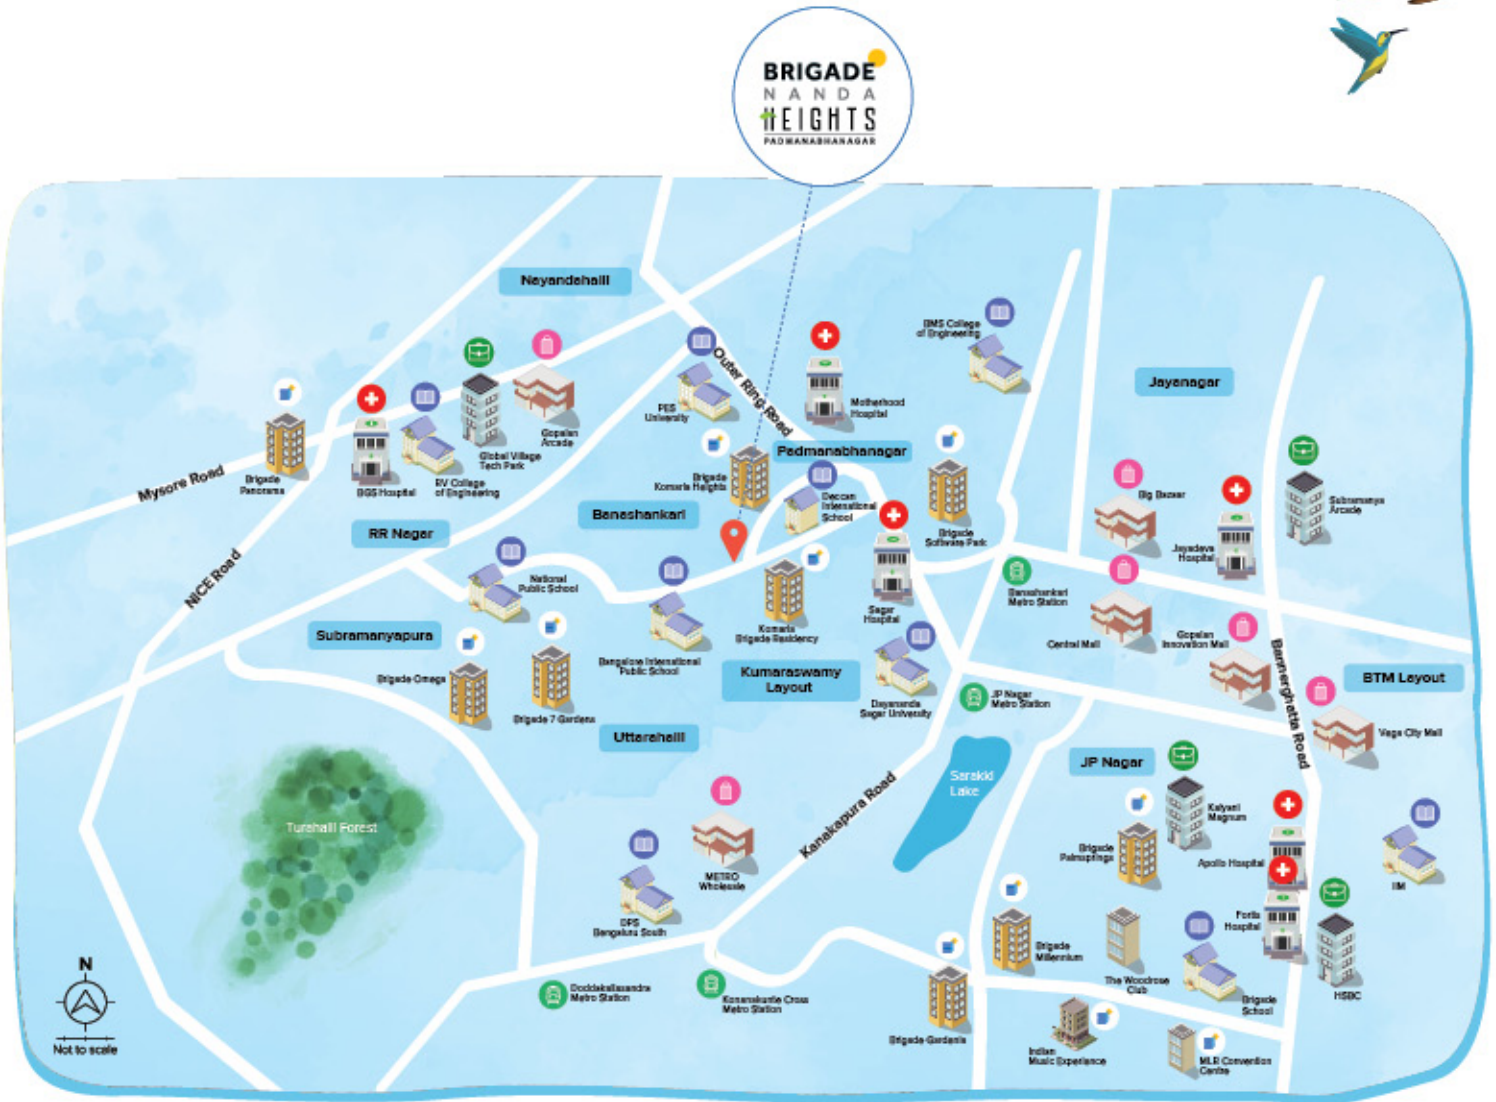 BRIGADE
NANDA
HEIGHTS
PADMANABHANAGAR
Nayandahalli
BMS College
of Engineering
Outer Ring Road
Jayanagar
PES
University
Motherhood
Hospital
Gopalan
Arcade
Global Village
Tech Park
Padmanabhanagar
Mysore Road
Brigade
Panorama
BGS Hospital
RV College
of Engineering
Brigade
Komarla Heights
Deccan
International
School
Big Bazaar
Subramanya
Arcade
Banashankari
RR Nagar
Brigade
Software Park
Jayadeva
Hospital
NICE Road
National
Public School
Banashankari
Metro Station
Sagar
Hospital
Subramanyapura
Komarla
Brigade Residency
Central Mall
Gopalan
Innovation Mall
Bangalore International
Public School
Kumaraswamy
Layout
Bannerghatta Road
BTM Layout
Brigade Omega
Brigade 7 Gardens
Dayananda
Sagar University
JP Nagar
Metro Station
Uttarahalli
Vega City Mall
JP Nagar
Sarakki
Lake
Kanakapura Road
Turahalli Forest
Kalyani
Magnum
Brigade
Palmsprings
Apollo Hospital
METRO
Wholesale
IIM
DPS
Bengaluru South
Fortis
Hospital
Brigade
Millennium
The Woodrose
Club
N
Doddakallasandra
Metro Station
Konanakunte Cross
Metro Station
Brigade
School
HSBC
Brigade Gardenia
Not to scale
Indian
Music Experience
MLR Convention
Centre